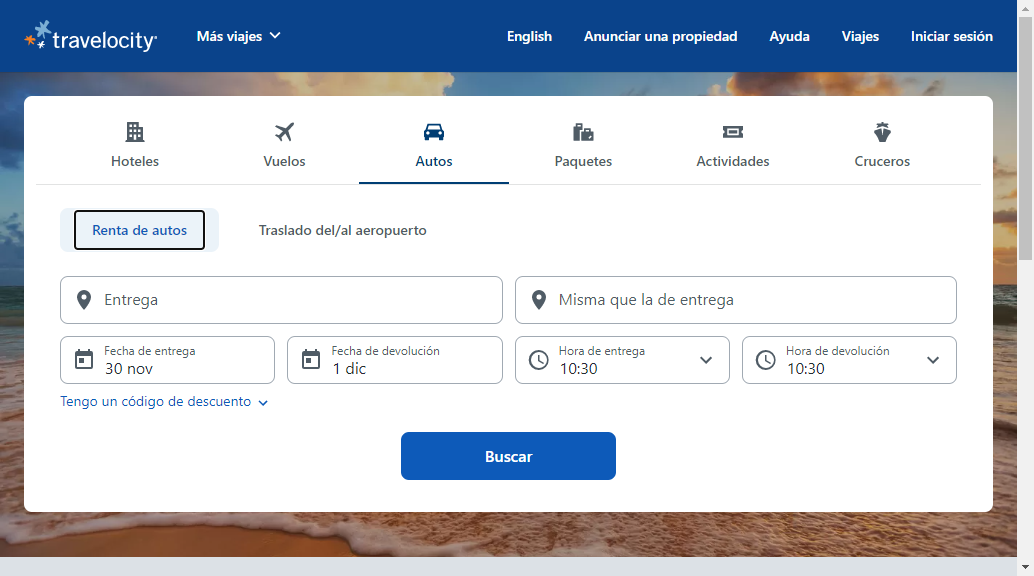 travelocity
Más viajes
English
Anunciar una propiedad
Ayuda
Viajes
Iniciar sesión
Hoteles
Vuelos
Autos
Paquetes
Actividades
Cruceros
Renta de autos
Traslado del/al aeropuerto
Entrega
Misma que la de entrega
Fecha de entrega
30 nov
Fecha de devolución
1 dic
Hora de entrega
10:30
Hora de devolución
10:30
Tengo un código de descuento
Buscar